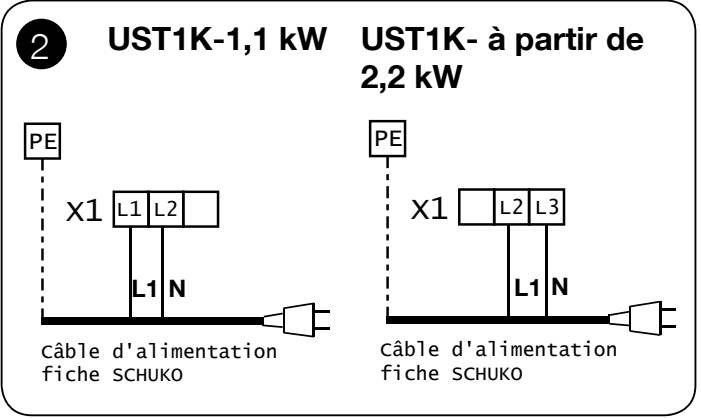 2
UST1K-1,1 kW
PE
X1 L1 L2
L1 N
Câble d'alimentation
fiche SCHUKO
UST1K- à partir de
2,2 kW
PE
X1 L2 L3
L1 N
Câble d'alimentation
fiche SCHUKO